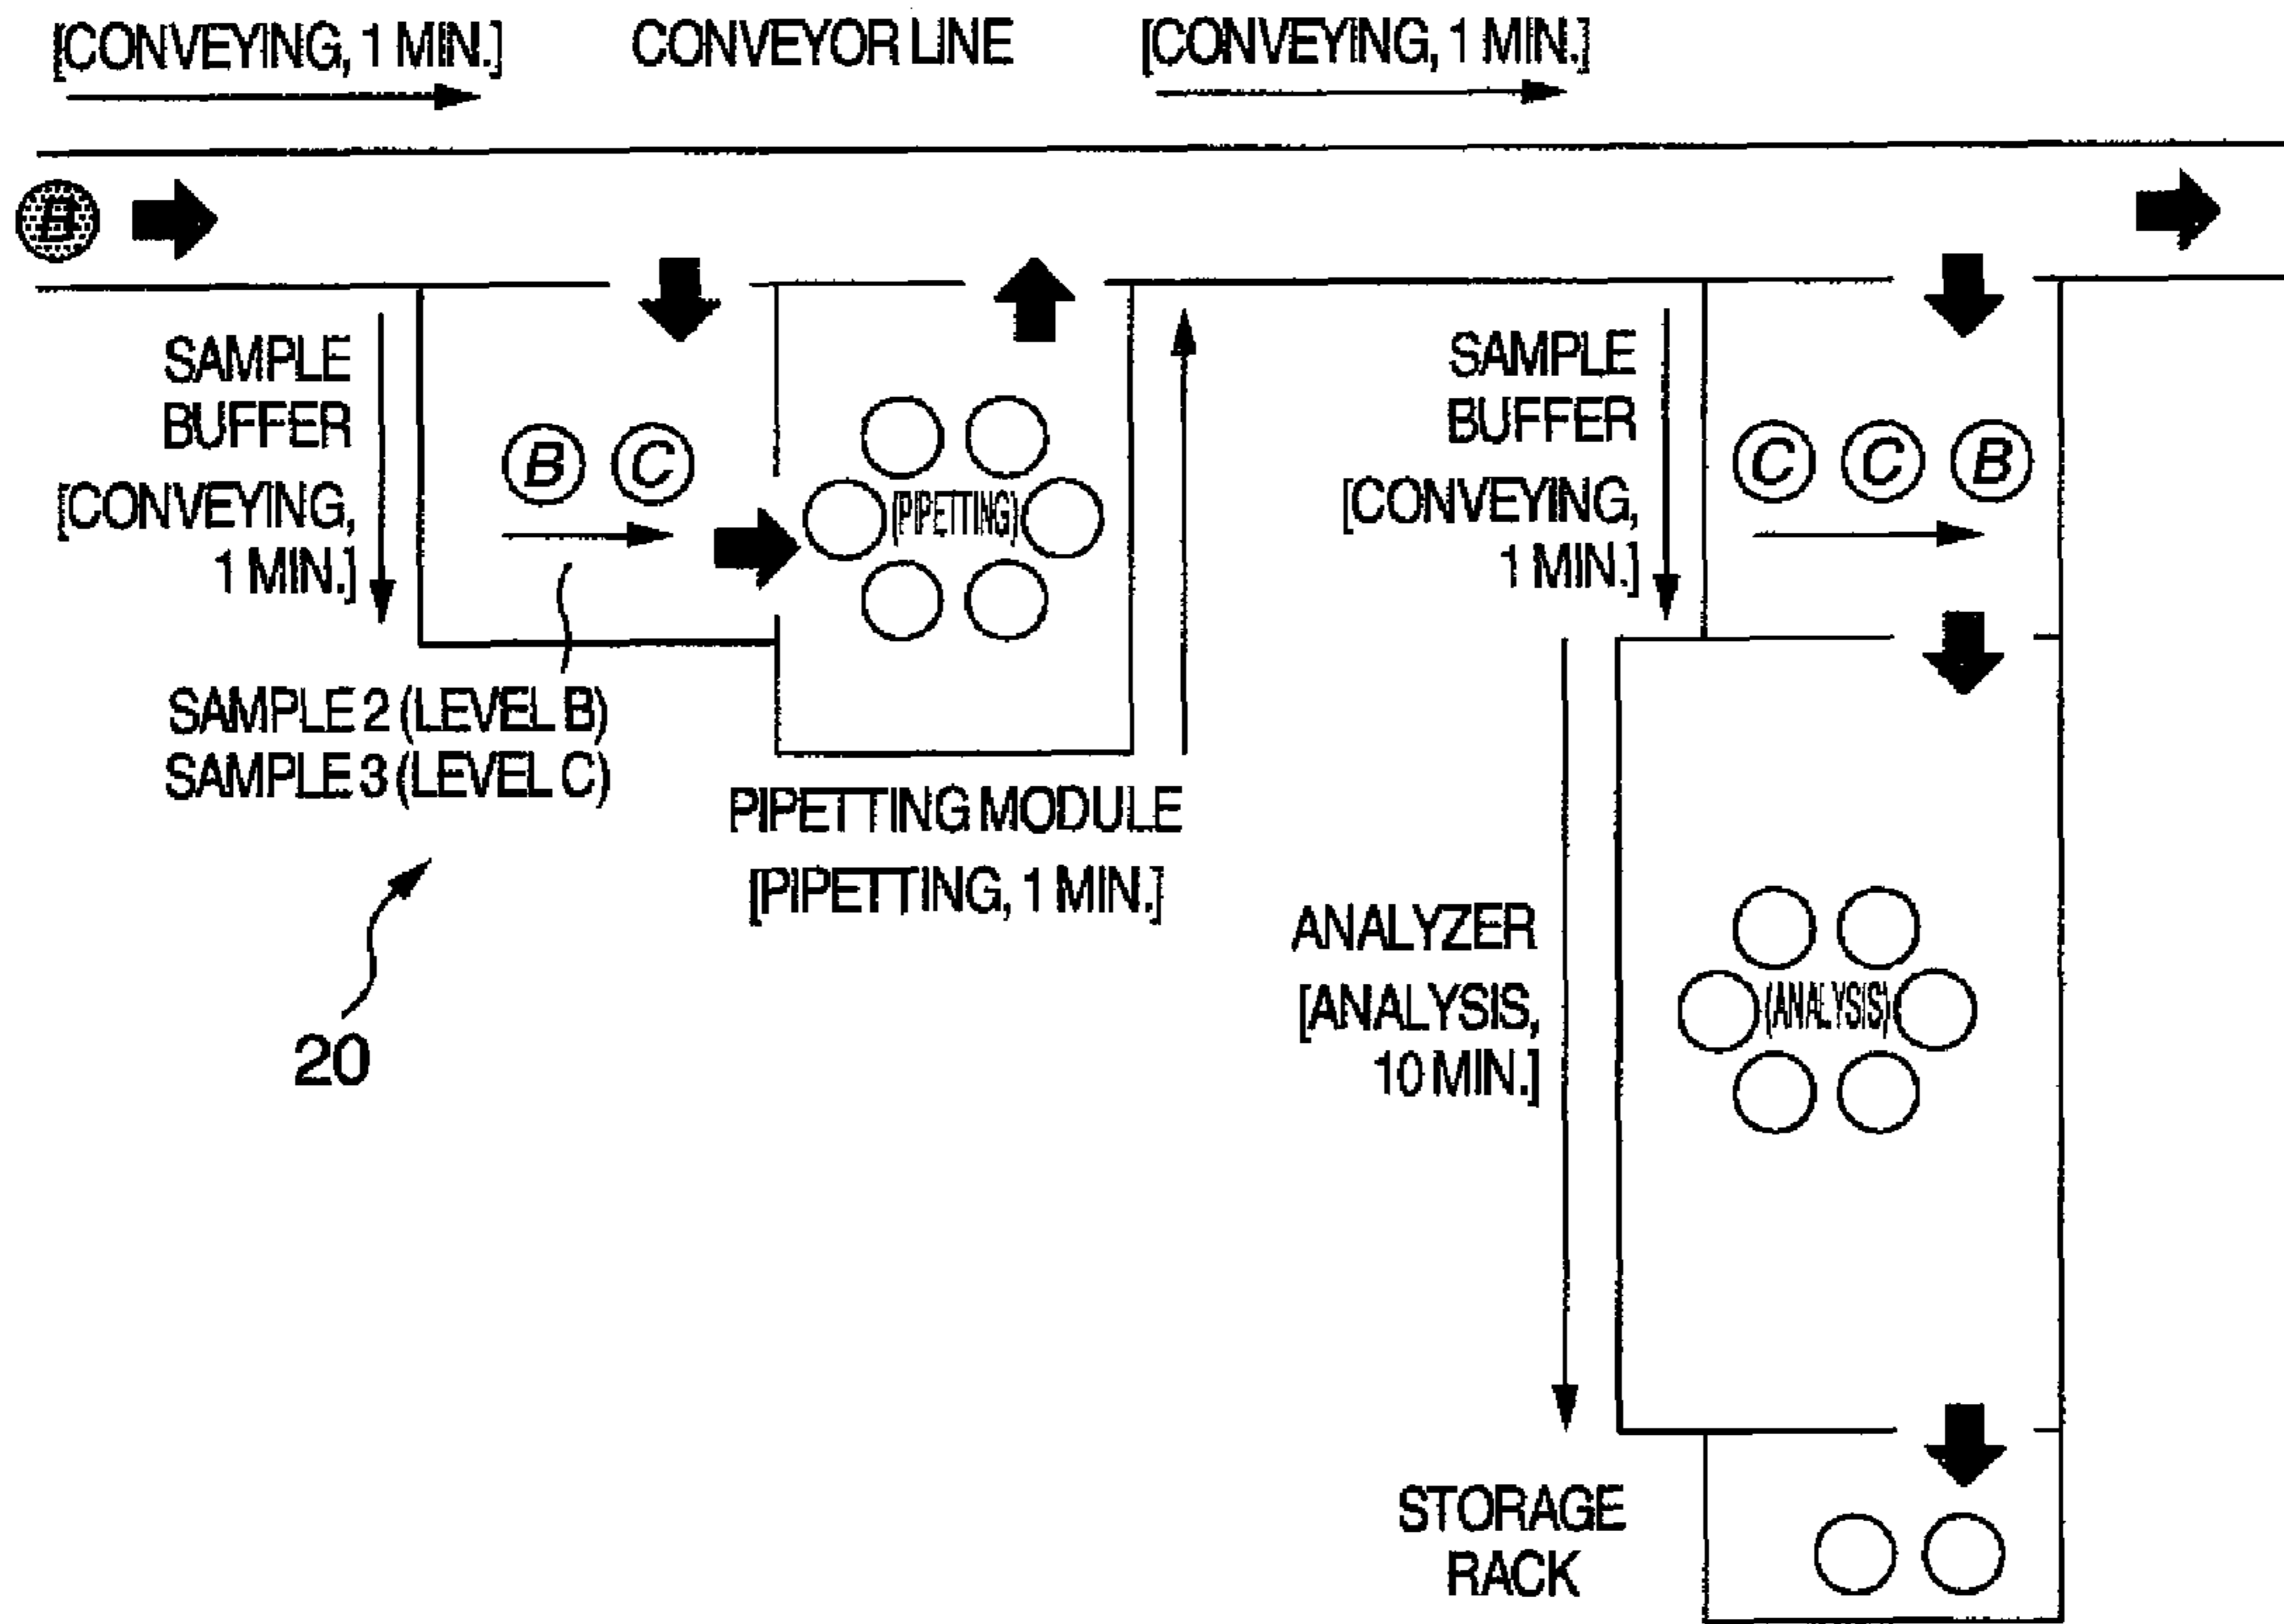 [CONVEYING, 1 MIN.]
CONVEYOR LINE
[CONVEYING, 1 MIN.]
B
SAMPLE
BUFFER
[CONVEYING,
1 MIN.]
B C
(PIPETTING)
SAMPLE
BUFFER
[CONVEYING,
1 MIN.]
C C B
SAMPLE 2 (LEVEL B)
SAMPLE 3 (LEVEL C)
PIPETTING MODULE
[PIPETTING, 1 MIN.]
20
ANALYZER
[ANALYSIS,
10 MIN.]
(ANALYSIS)
STORAGE
RACK